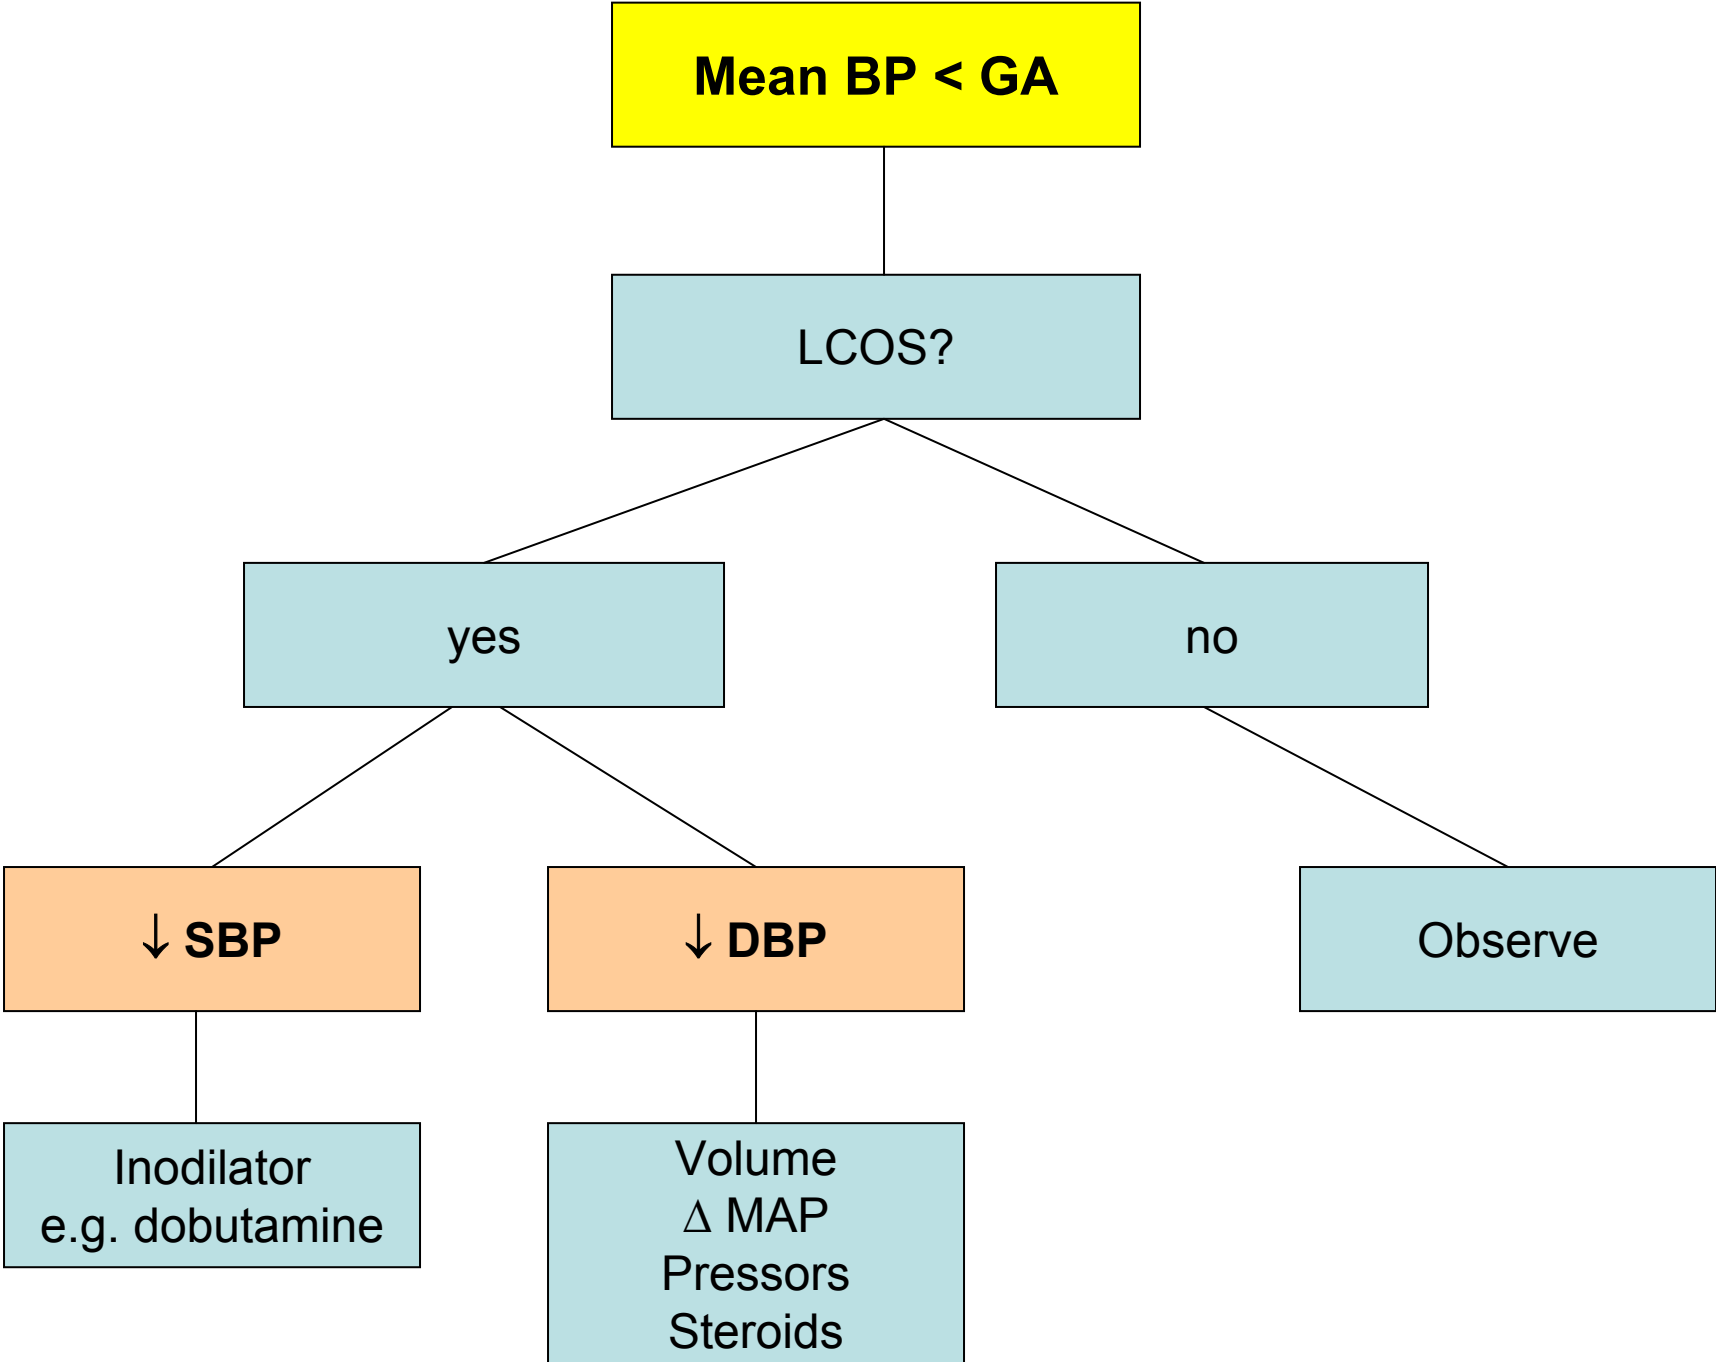 Mean BP < GA
LCOS?
yes
no
↓ SBP
↓ DBP
Observe
Inodilator
e.g. dobutamine
Volume
Δ MAP
Pressors
Steroids